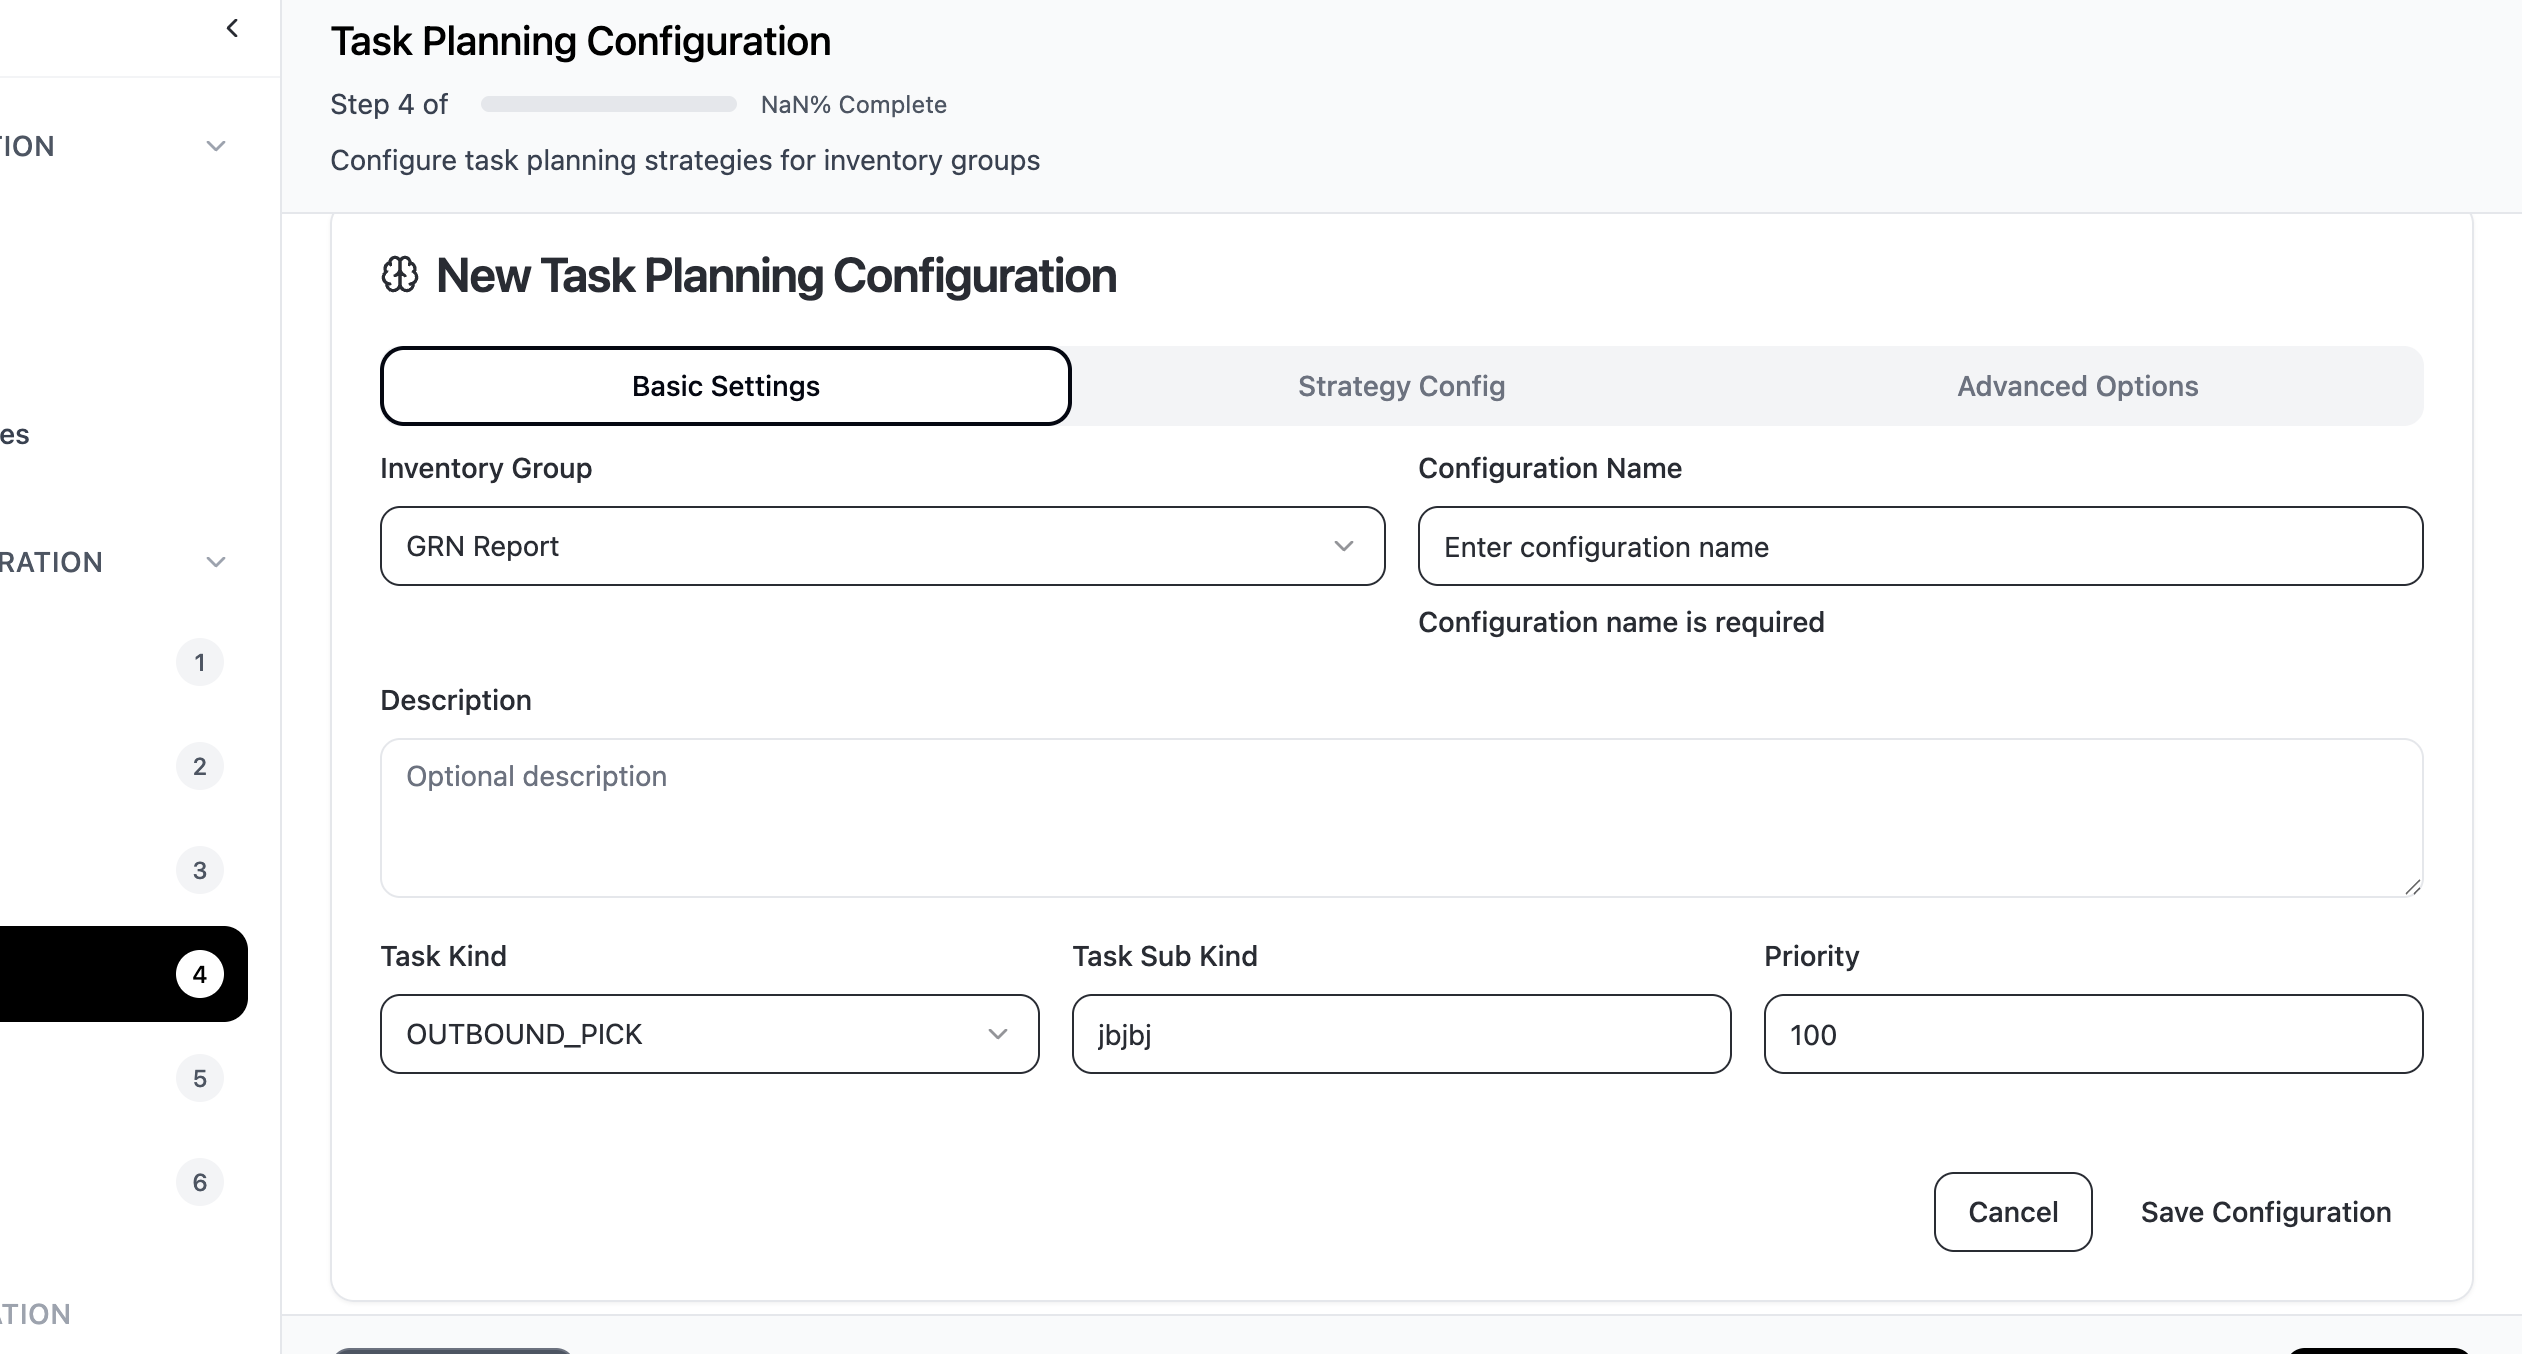 Task Planning Configuration
Step 4 of
NaN% Complete
Configure task planning strategies for inventory groups
TION
es
RATION
1
2
3
4
5
6
ATION
New Task Planning Configuration
Basic Settings
Strategy Config
Advanced Options
Inventory Group
Configuration Name
GRN Report
Enter configuration name
Configuration name is required
Description
Optional description
Task Kind
Task Sub Kind
Priority
OUTBOUND_PICK
jbjbj
100
Cancel
Save Configuration